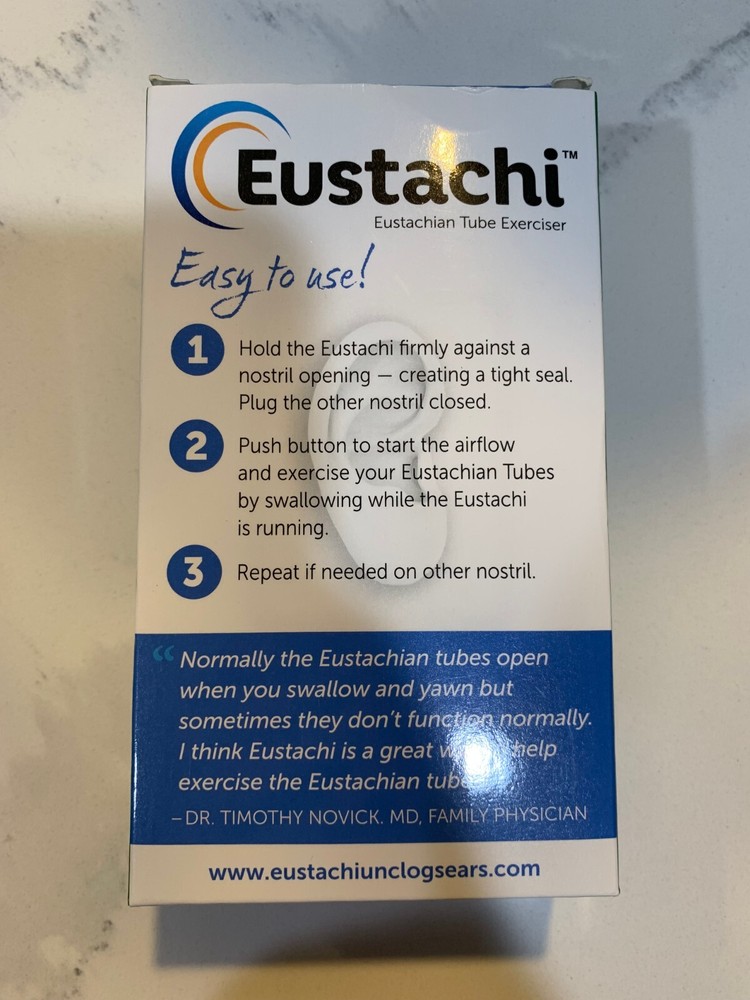 Eustachi™
Eustachian Tube Exerciser
Easy to use!
1 Hold the Eustachi firmly against a
nostril opening — creating a tight seal.
Plug the other nostril closed.
2 Push button to start the airflow
and exercise your Eustachian Tubes
by swallowing while the Eustachi
is running.
3 Repeat if needed on other nostril.
“ Normally the Eustachian tubes open
when you swallow and yawn but
sometimes they don't function normally.
I think Eustachi is a great help
exercise the Eustachian
– DR. TIMOTHY NOVICK. MD, FAMILY PHYSICIAN
www.eustachiunclogsears.com